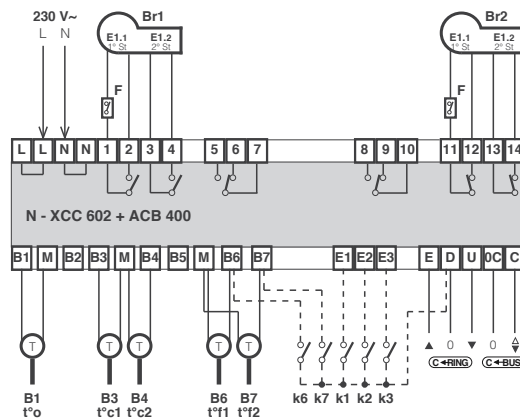 230 V~
L N
Br1
E1.1 E1.2
1° St 2° St
F
Br2
E1.1 E1.2
1° St 2° St
F
L L N N 1 2 3 4 5 6 7 8 9 10 11 12 13 14
N - XCC 602 + ACB 400
B1 M B2 B3 M B4 B5 M B6 B7 E1 E2 E3 E D U 0C C
T T T T T
0 0
C RING C BUS
B1 B3 B4 B6 B7 k6 k7 k1 k2 k3
t°o t°c1 t°c2 t°f1 t°f2